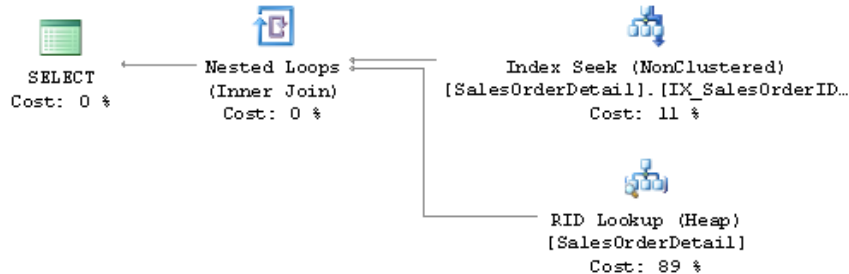 SELECT
Cost: 0 %
Nested Loops
(Inner Join)
Cost: 0 %
Index Seek (NonClustered)
[SalesOrderDetail].[IX_SalesOrderID…
Cost: 11 %
RID Lookup (Heap)
[SalesOrderDetail]
Cost: 89 %